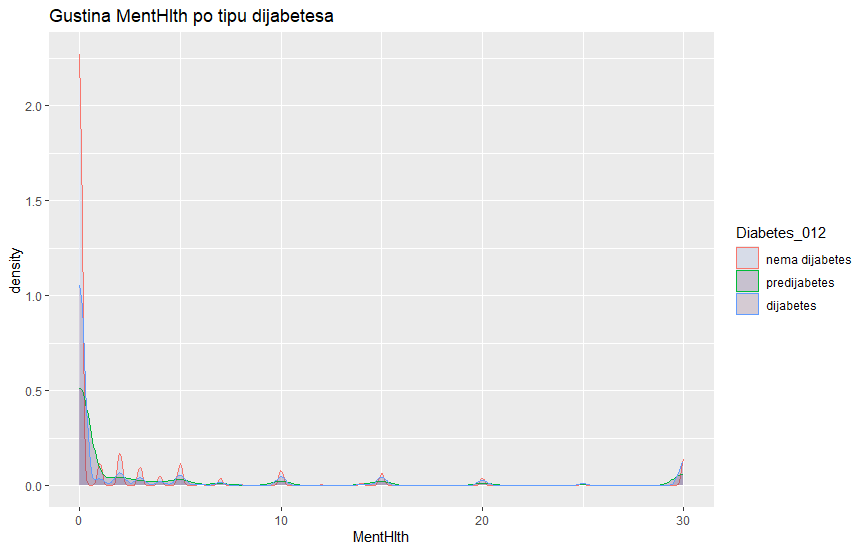 Gustina MentHlth po tipu dijabetesa
2.0
1.5
1.0
0.5
0.0
density
0 10 20 30
MentHlth
Diabetes_012
nema dijabetes
predijabetes
dijabetes